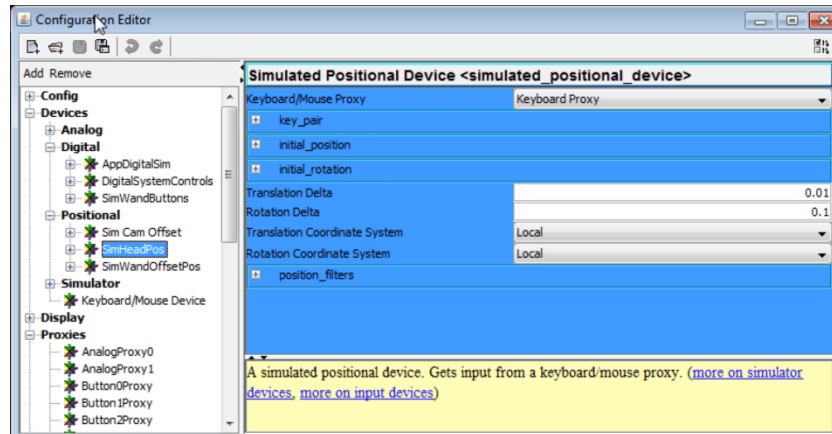 Configuration Editor
Add Remove
Config
Devices
Analog
Digital
AppDigitalSim
DigitalSystemControls
SimWandButtons
Positional
Sim Cam Offset
SimHeadPos
SimWandOffsetPos
Simulator
Keyboard/Mouse Device
Display
Proxies
AnalogProxy0
AnalogProxy1
Button0Proxy
Button1Proxy
Button2Proxy
Simulated Positional Device <simulated_positional_device>
Keyboard/Mouse Proxy Keyboard Proxy
key_pair
initial_position
initial_rotation
Translation Delta 0.01
Rotation Delta 0.1
Translation Coordinate System Local
Rotation Coordinate System Local
position_filters
A simulated positional device. Gets input from a keyboard/mouse proxy. (more on simulator
devices, more on input devices)